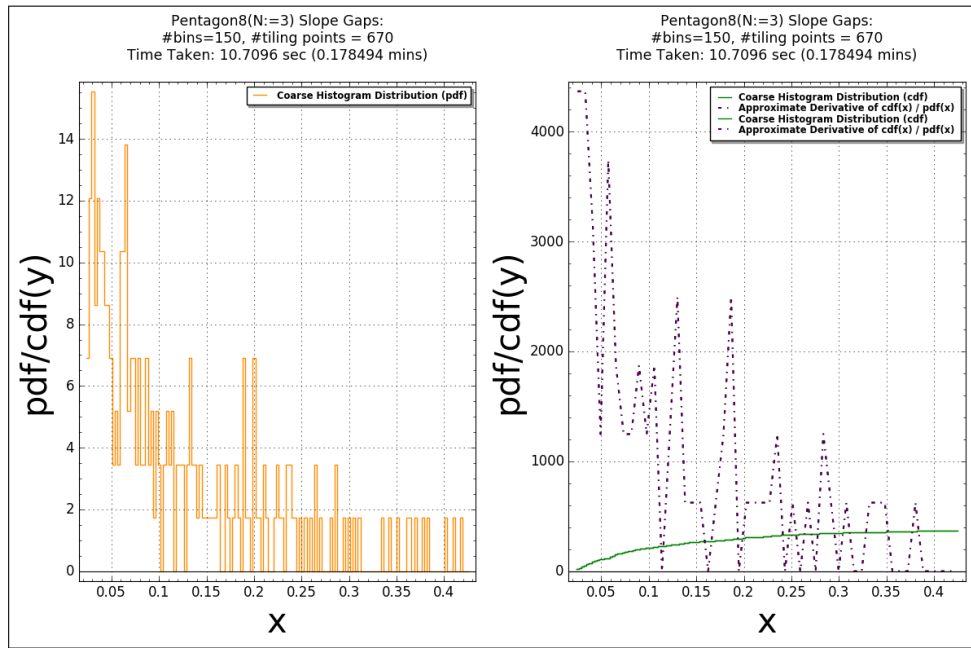 Pentagon8(N:=3) Slope Gaps:
#bins=150, #tiling points = 670
Time Taken: 10.7096 sec (0.178494 mins)
Coarse Histogram Distribution (pdf)
14
12
10
8
6
4
2
0
pdf/cdf(y)
0.05
0.1
0.15
0.2
0.25
0.3
0.35
0.4
x
Pentagon8(N:=3) Slope Gaps:
#bins=150, #tiling points = 670
Time Taken: 10.7096 sec (0.178494 mins)
Coarse Histogram Distribution (cdf)
Approximate Derivative of cdf(x) / pdf(x)
Coarse Histogram Distribution (cdf)
Approximate Derivative of cdf(x) / pdf(x)
4000
3000
2000
1000
0
pdf/cdf(y)
0.05
0.1
0.15
0.2
0.25
0.3
0.35
0.4
x